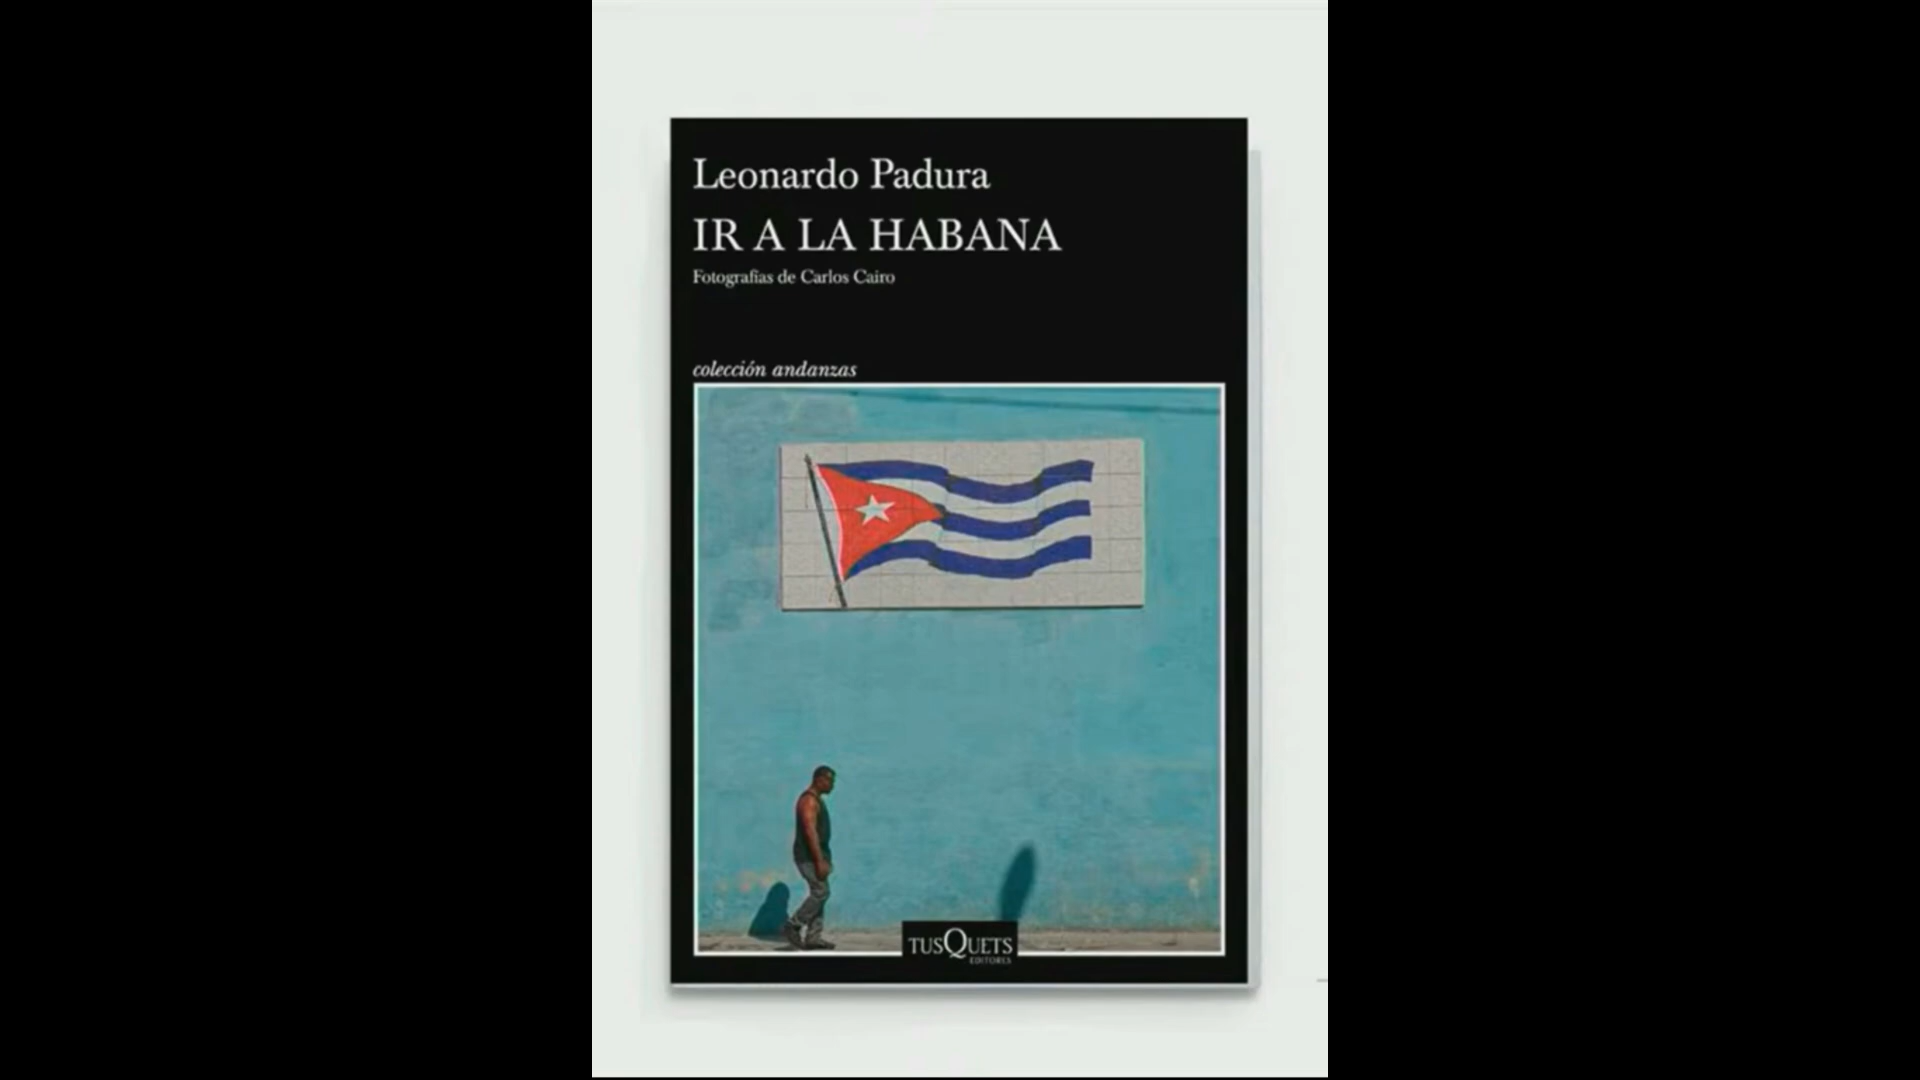 Leonardo Padura
IR A LA HABANA
Fotografías de Carlos Cairo
colección andanzas
TUSQUETS
EDITORES